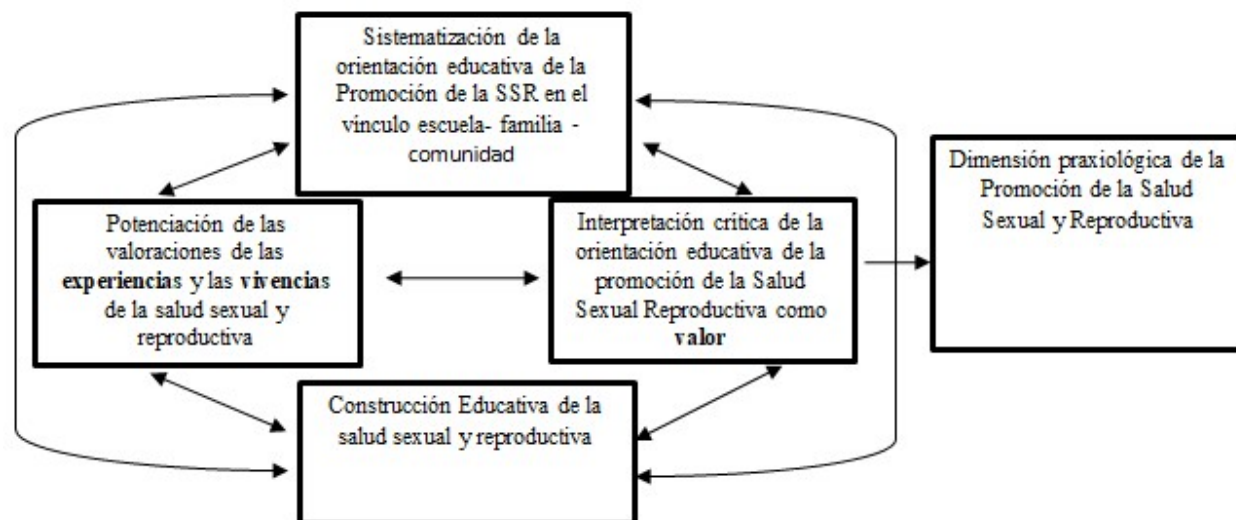 Sistematización de la
orientación educativa de la
Promoción de la SSR en el
vínculo escuela- familia -
comunidad
Dimensión praxiológica de la
Promoción de la Salud
Sexual y Reproductiva
Potenciación de las
valoraciones de las
experiencias y las vivencias
de la salud sexual y
reproductiva
Interpretación crítica de la
orientación educativa de la
promoción de la Salud
Sexual Reproductiva como
valor
Construcción Educativa de la
salud sexual y reproductiva